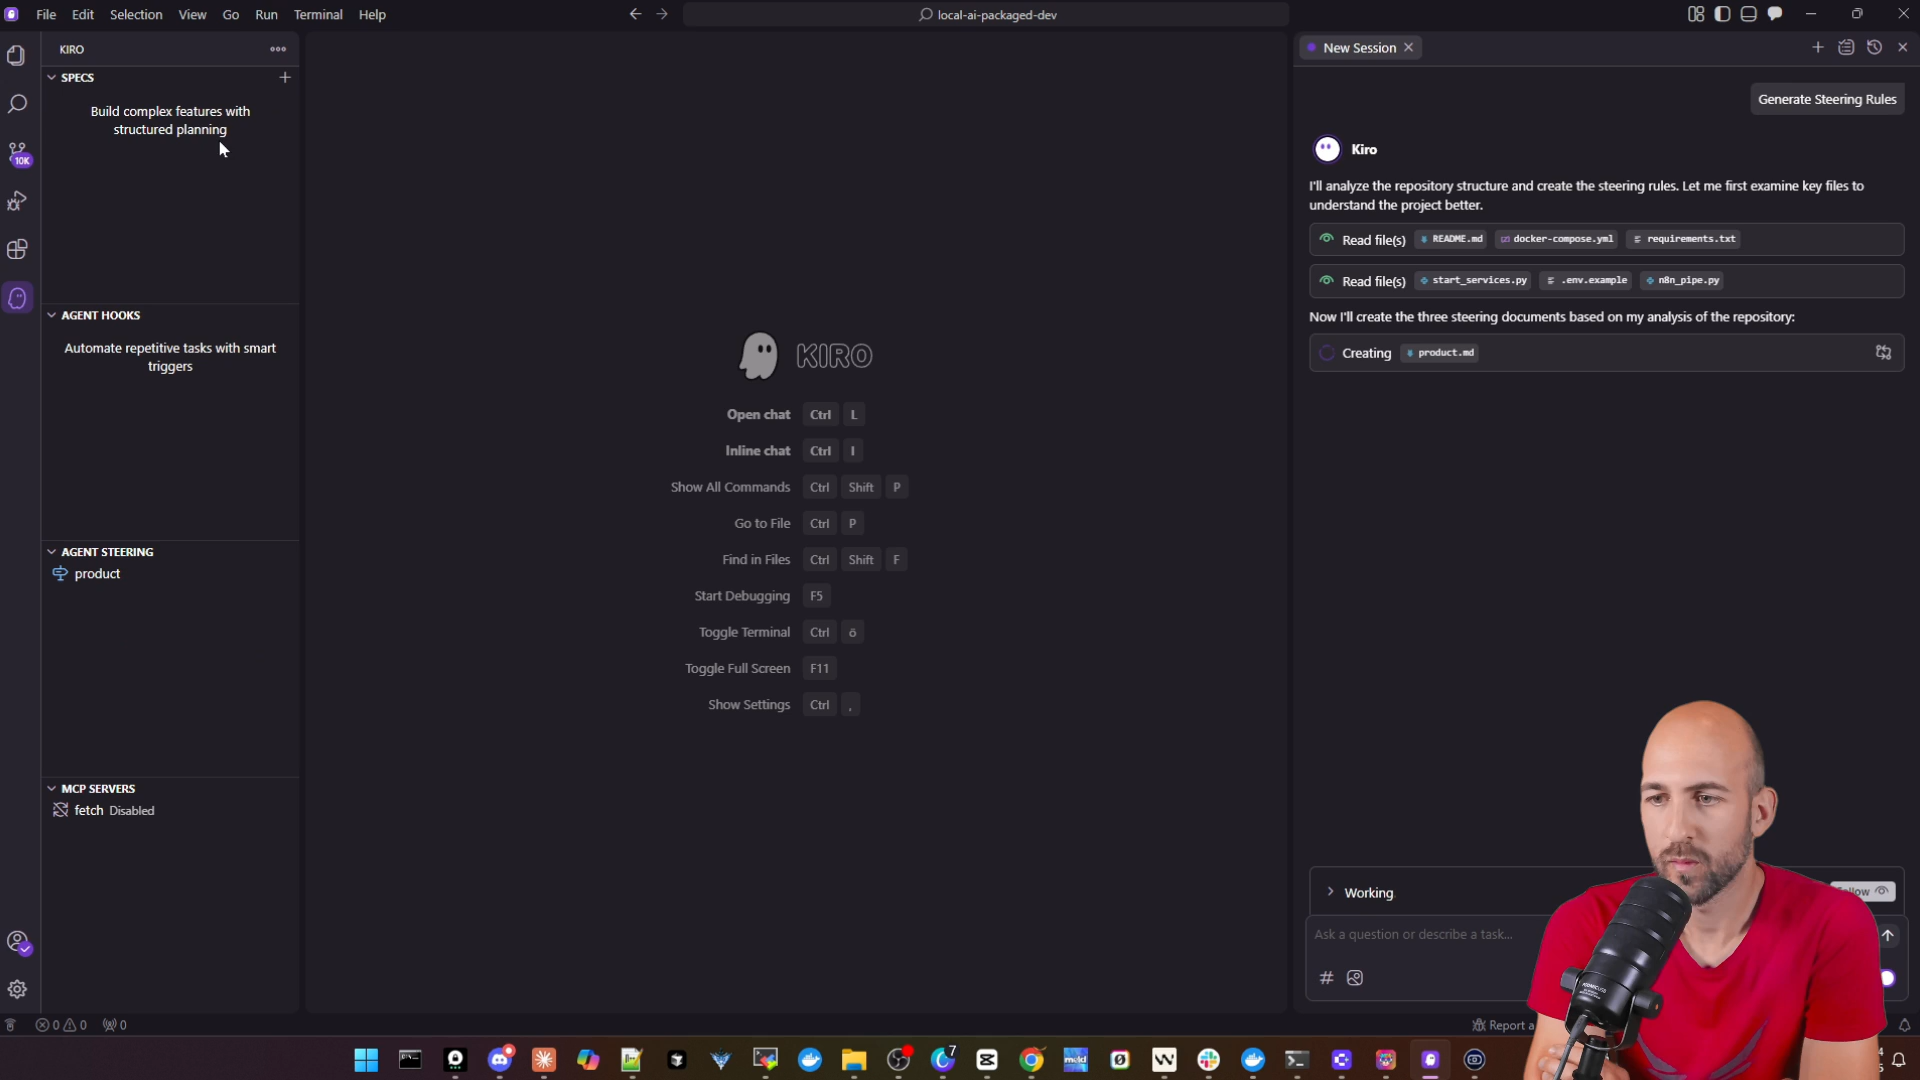 File Edit Selection View Go Run Terminal Help
local-ai-packaged-dev
KIRO
SPECS
Build complex features with
structured planning
10K
AGENT HOOKS
Automate repetitive tasks with smart
triggers
AGENT STEERING
product
MCP SERVERS
fetch Disabled
KIRO
Open chat Ctrl L
Inline chat Ctrl I
Show All Commands Ctrl Shift P
Go to File Ctrl P
Find in Files Ctrl Shift F
Start Debugging F5
Toggle Terminal Ctrl ö
Toggle Full Screen F11
Show Settings Ctrl ,
New Session
Generate Steering Rules
Kiro
I'll analyze the repository structure and create the steering rules. Let me first examine key files to
understand the project better.
Read file(s) README.md docker-compose.yml requirements.txt
Read file(s) start_services.py .env.example n8n_pipe.py
Now I'll create the three steering documents based on my analysis of the repository:
Creating product.md
Working.
Ask a question or describe a task...
#
0 0 0
Report a
7